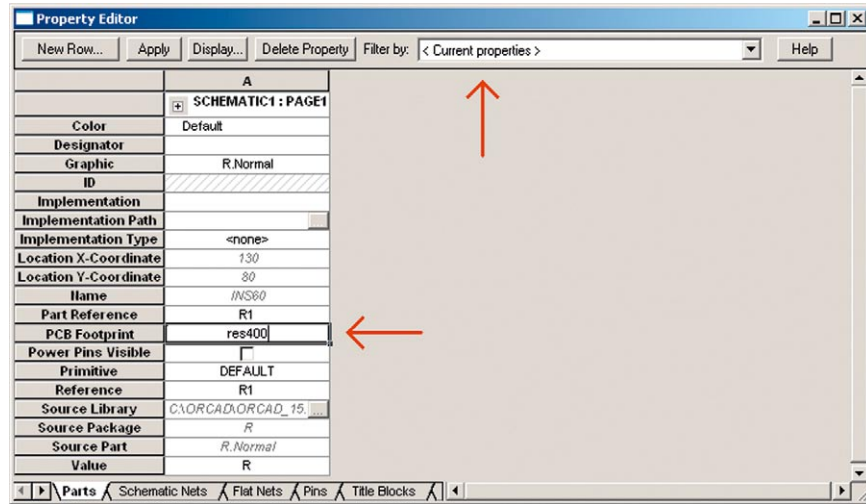 Property Editor
New Row... Apply Display... Delete Property Filter by: < Current properties > Help
A
SCHEMATIC1 : PAGE1
Color Default
Designator
Graphic R.Normal
ID
Implementation
Implementation Path
Implementation Type <none>
Location X-Coordinate 130
Location Y-Coordinate 80
Name INS60
Part Reference R1
PCB Footprint res400
Power Pins Visible
Primitive DEFAULT
Reference R1
Source Library C:\ORCAD\ORCAD_15. ...
Source Package R
Source Part R.Normal
Value R
Parts Schematic Nets Flat Nets Pins Title Blocks